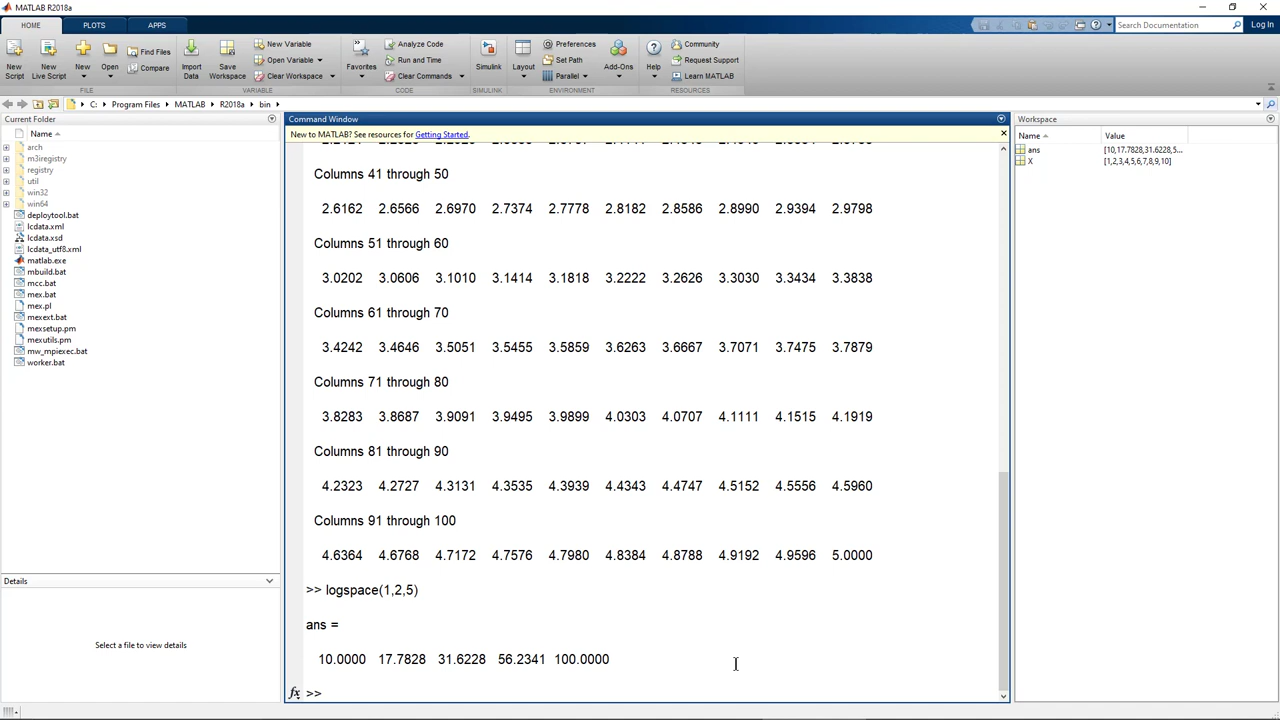 MATLAB R2018a
HOME PLOTS APPS
Search Documentation Log In
New Script
New Live Script
New
Open
Find Files
Compare
Import Data
Save Workspace
New Variable
Open Variable
Clear Workspace
Favorites
Analyze Code
Run and Time
Clear Commands
Simulink
Layout
Preferences
Set Path
Parallel
Add-Ons
Help
Community
Request Support
Learn MATLAB
FILE VARIABLE CODE SIMULINK ENVIRONMENT RESOURCES
C: Program Files MATLAB R2018a bin
Current Folder
Name
arch
m3iregistry
registry
util
win32
win64
deploytool.bat
lcdata.xml
lcdata.xsd
lcdata_utf8.xml
matlab.exe
mbuild.bat
mcc.bat
mex.bat
mex.pl
mexext.bat
mexsetup.pm
mexutils.pm
mw_mpiexec.bat
worker.bat
Details
Select a file to view details
Command Window
New to MATLAB? See resources for Getting Started.
Columns 41 through 50
2.6162 2.6566 2.6970 2.7374 2.7778 2.8182 2.8586 2.8990 2.9394 2.9798
Columns 51 through 60
3.0202 3.0606 3.1010 3.1414 3.1818 3.2222 3.2626 3.3030 3.3434 3.3838
Columns 61 through 70
3.4242 3.4646 3.5051 3.5455 3.5859 3.6263 3.6667 3.7071 3.7475 3.7879
Columns 71 through 80
3.8283 3.8687 3.9091 3.9495 3.9899 4.0303 4.0707 4.1111 4.1515 4.1919
Columns 81 through 90
4.2323 4.2727 4.3131 4.3535 4.3939 4.4343 4.4747 4.5152 4.5556 4.5960
Columns 91 through 100
4.6364 4.6768 4.7172 4.7576 4.7980 4.8384 4.8788 4.9192 4.9596 5.0000
>> logspace(1,2,5)
ans =
10.0000 17.7828 31.6228 56.2341 100.0000
fx >>
Workspace
Name Value
ans [10,17.7828,31.6228,5...
X [1,2,3,4,5,6,7,8,9,10]